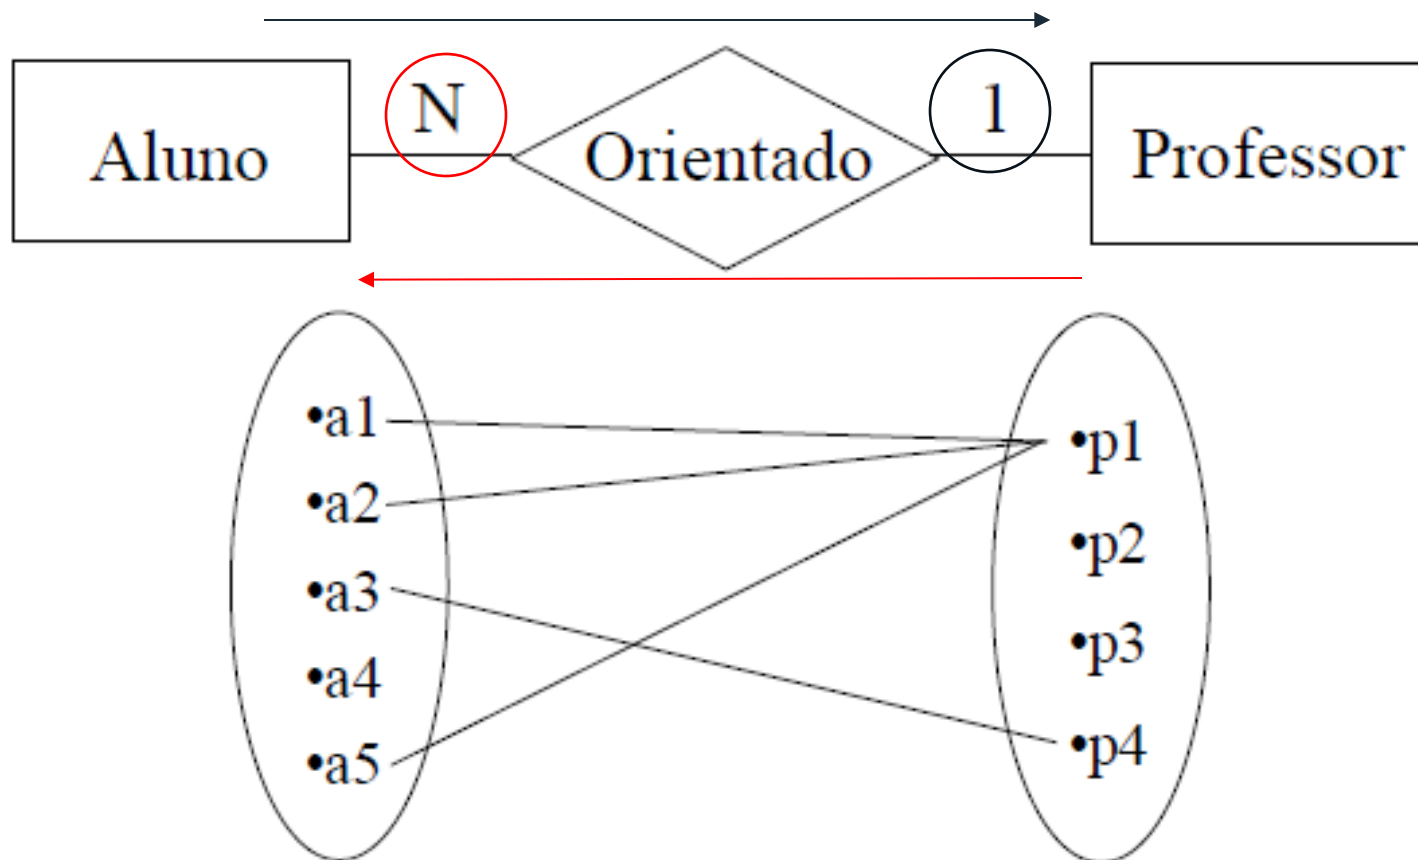 Aluno N Orientado 1 Professor
•a1 •p1
•a2 •p2
•a3 •p3
•a4 •p4
•a5